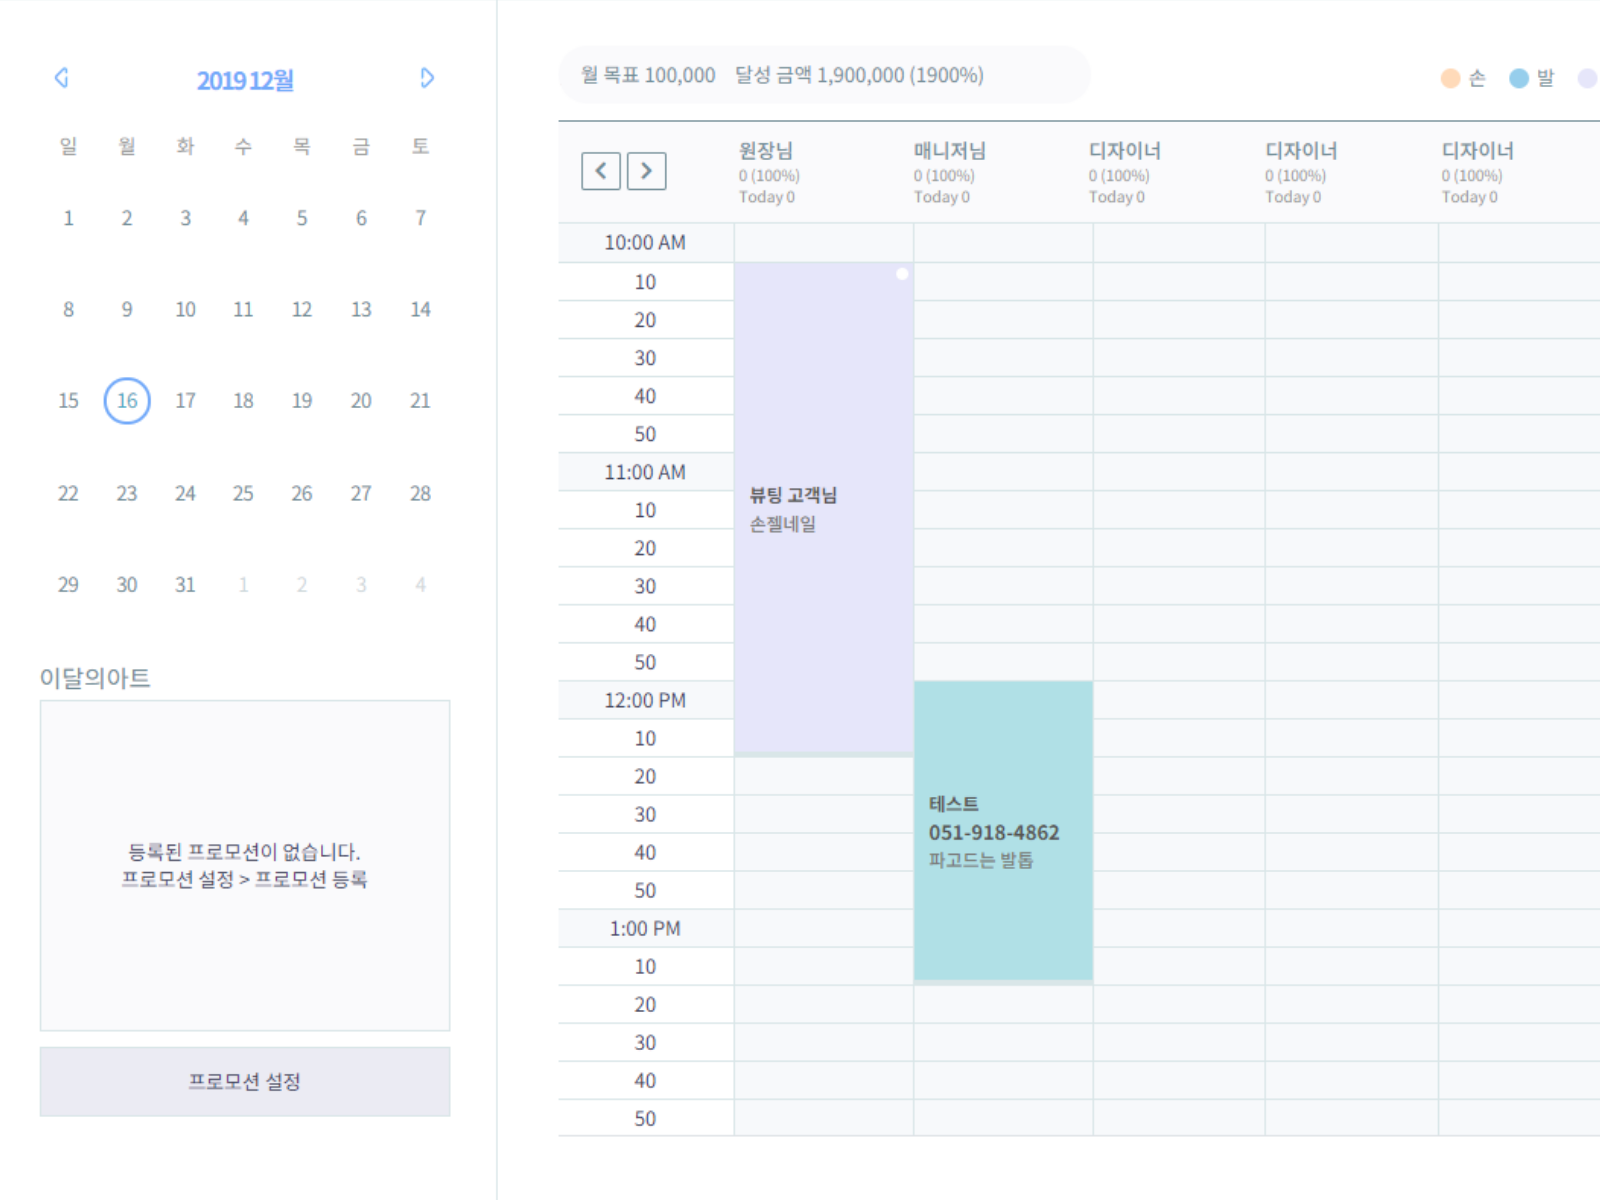 2019 12월
일 월 화 수 목 금 토
1 2 3 4 5 6 7
8 9 10 11 12 13 14
15 16 17 18 19 20 21
22 23 24 25 26 27 28
29 30 31 1 2 3 4
이달의아트
등록된 프로모션이 없습니다.
프로모션 설정 > 프로모션 등록
프로모션 설정
월 목표 100,000 달성 금액 1,900,000 (1900%)
손 발
원장님 매니저님 디자이너 디자이너 디자이너
0 (100%) 0 (100%) 0 (100%) 0 (100%) 0 (100%)
Today 0 Today 0 Today 0 Today 0 Today 0
10:00 AM
10
20
30
40
50
11:00 AM
10
20
30
40
50
12:00 PM
10
20
30
40
50
1:00 PM
10
20
30
40
50
뷰팅 고객님
손젤네일
테스트
051-918-4862
파고드는 발톱